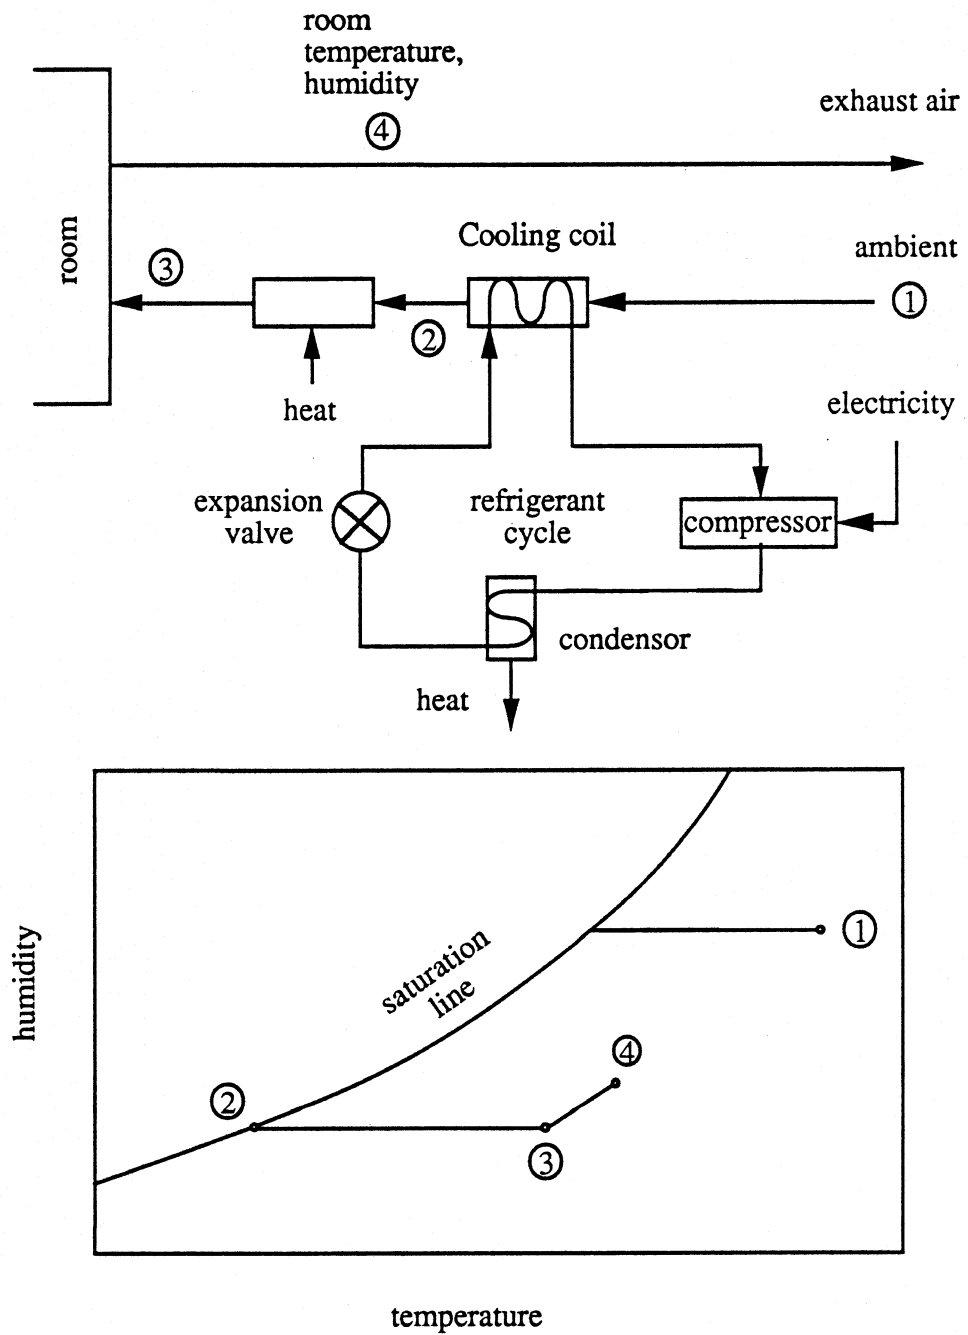 room
temperature,
humidity
④
exhaust air
room
Cooling coil
ambient
③
①
②
heat
electricity
expansion
valve
refrigerant
cycle
compressor
condensor
heat
humidity
saturation
line
①
④
②
③
temperature